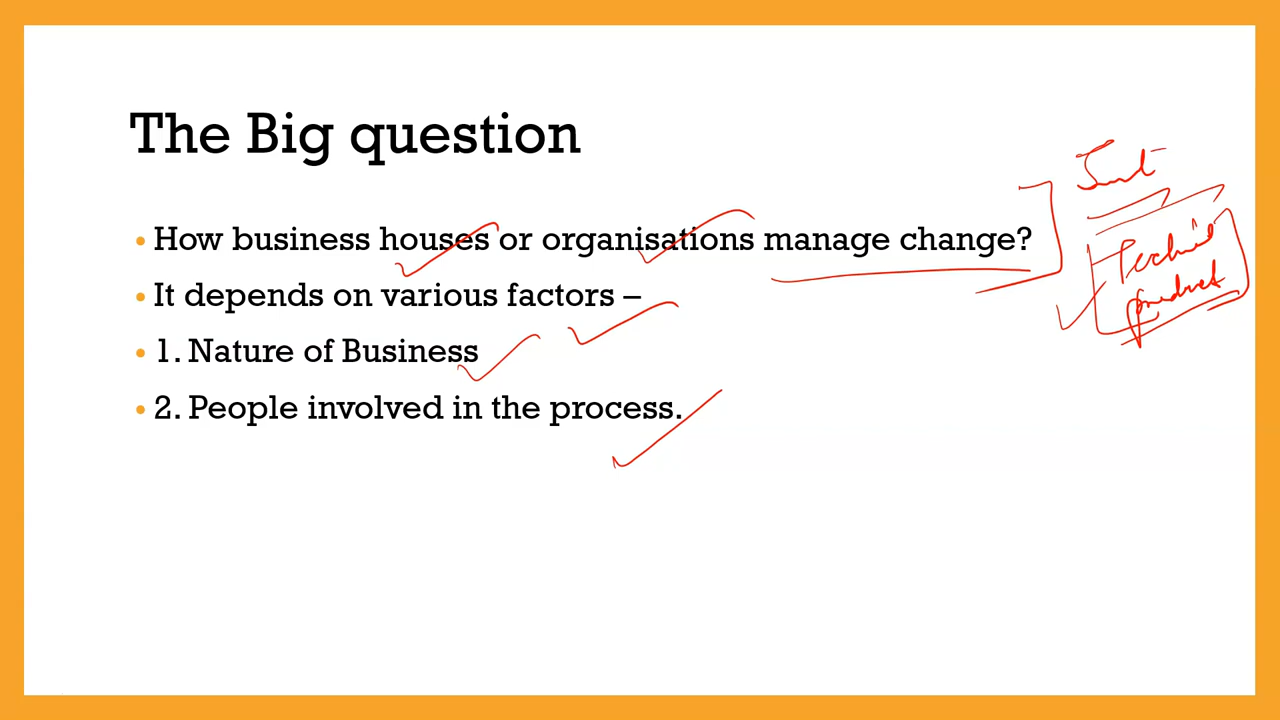 The Big question
• How business houses or organisations manage change?
• It depends on various factors –
• 1. Nature of Business
• 2. People involved in the process.
product